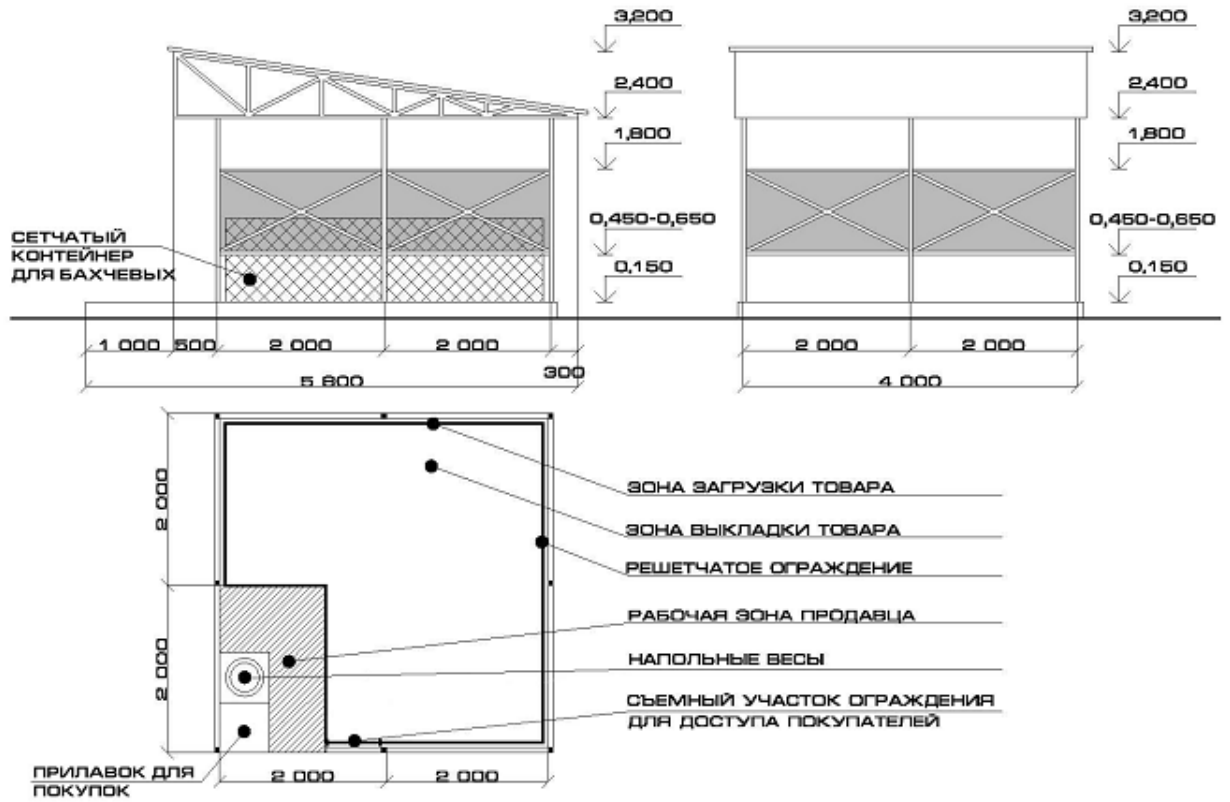 3,200
2,400
1,800
0,450-0,650
0,150
3,200
2,400
1,800
0,450-0,650
0,150
СЕТЧАТЫЙ
КОНТЕЙНЕР
ДЛЯ БАХЧЕВЫХ
1 000
500
2 000
2 000
300
5 800
2 000
2 000
4 000
2 000
2 000
ЗОНА ЗАГРУЗКИ ТОВАРА
ЗОНА ВЫКЛАДКИ ТОВАРА
РЕШЕТЧАТОЕ ОГРАЖДЕНИЕ
РАБОЧАЯ ЗОНА ПРОДАВЦА
НАПОЛЬНЫЕ ВЕСЫ
СЪЕМНЫЙ УЧАСТОК ОГРАЖДЕНИЯ
ДЛЯ ДОСТУПА ПОКУПАТЕЛЕЙ
ПРИЛАВОК ДЛЯ
ПОКУПОК
2 000
2 000